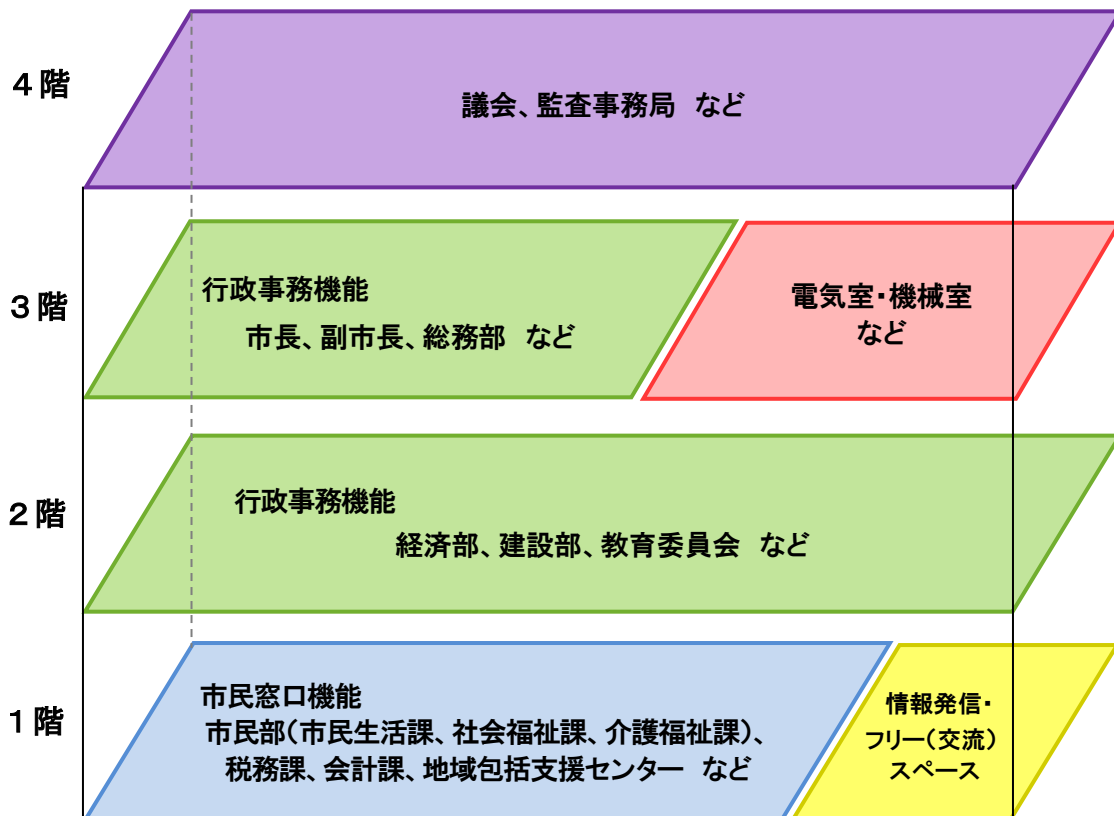 4階
議会、監査事務局 など
3階
行政事務機能
市長、副市長、総務部 など
電気室・機械室
など
2階
行政事務機能
経済部、建設部、教育委員会 など
1階
市民窓口機能
市民部(市民生活課、社会福祉課、介護福祉課)、
税務課、会計課、地域包括支援センター など
情報発信・
フリー(交流)
スペース